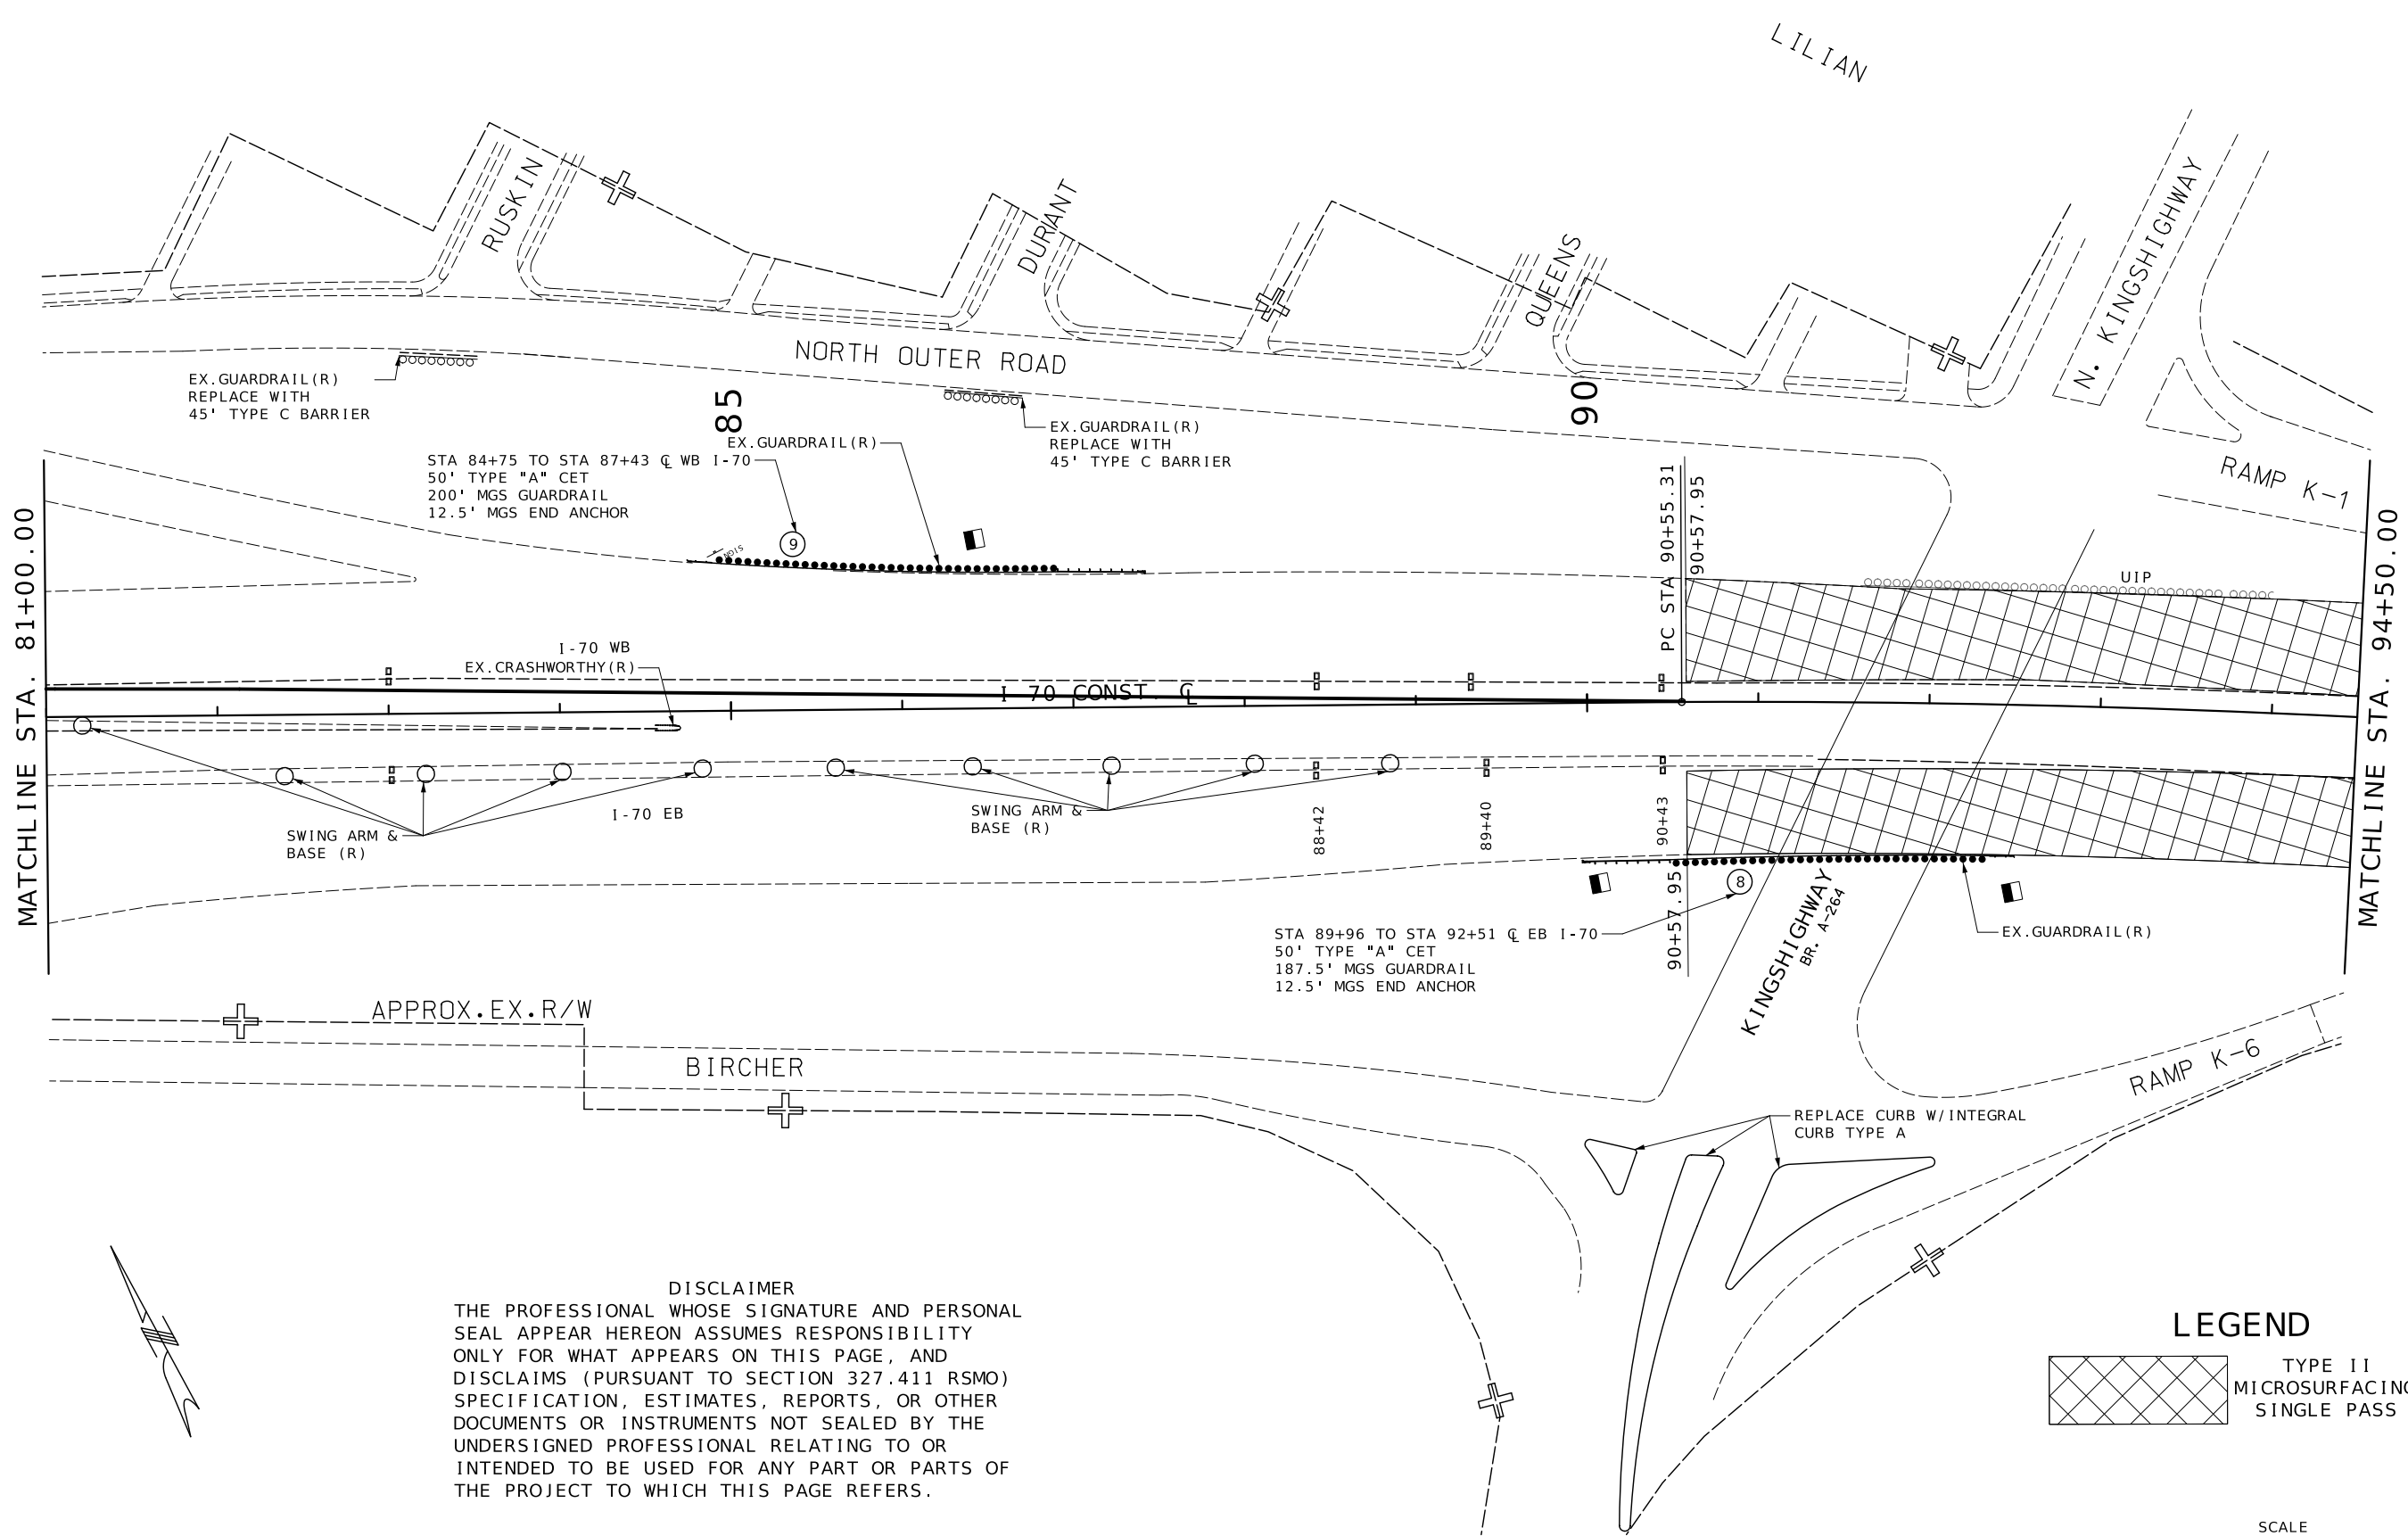 LILIAN
RUSKIN
DURANT
QUEENS
N. KINGSHIGHWAY
NORTH OUTER ROAD
EX.GUARDRAIL(R)
REPLACE WITH
45' TYPE C BARRIER
85
90
EX.GUARDRAIL(R)
EX.GUARDRAIL(R)
REPLACE WITH
45' TYPE C BARRIER
STA 84+75 TO STA 87+43 ℄ WB I-70
50' TYPE "A" CET
200' MGS GUARDRAIL
12.5' MGS END ANCHOR
9
RAMP K-1
PC STA 90+55.31
90+57.95
UIP
MATCHLINE STA. 81+00.00
MATCHLINE STA. 94+50.00
I-70 WB
EX.CRASHWORTHY(R)
I 70 CONST. ℄
SWING ARM &
BASE (R)
I-70 EB
SWING ARM &
BASE (R)
88+42
89+40
90+43
8
90+57.95
STA 89+96 TO STA 92+51 ℄ EB I-70
50' TYPE "A" CET
187.5' MGS GUARDRAIL
12.5' MGS END ANCHOR
KINGSHIGHWAY
BR. A-264
EX.GUARDRAIL(R)
APPROX.EX.R/W
BIRCHER
RAMP K-6
REPLACE CURB W/INTEGRAL
CURB TYPE A
DISCLAIMER
THE PROFESSIONAL WHOSE SIGNATURE AND PERSONAL
SEAL APPEAR HEREON ASSUMES RESPONSIBILITY
ONLY FOR WHAT APPEARS ON THIS PAGE, AND
DISCLAIMS (PURSUANT TO SECTION 327.411 RSMO)
SPECIFICATION, ESTIMATES, REPORTS, OR OTHER
DOCUMENTS OR INSTRUMENTS NOT SEALED BY THE
UNDERSIGNED PROFESSIONAL RELATING TO OR
INTENDED TO BE USED FOR ANY PART OR PARTS OF
THE PROJECT TO WHICH THIS PAGE REFERS.
LEGEND
TYPE II
MICROSURFACING
SINGLE PASS
SCALE